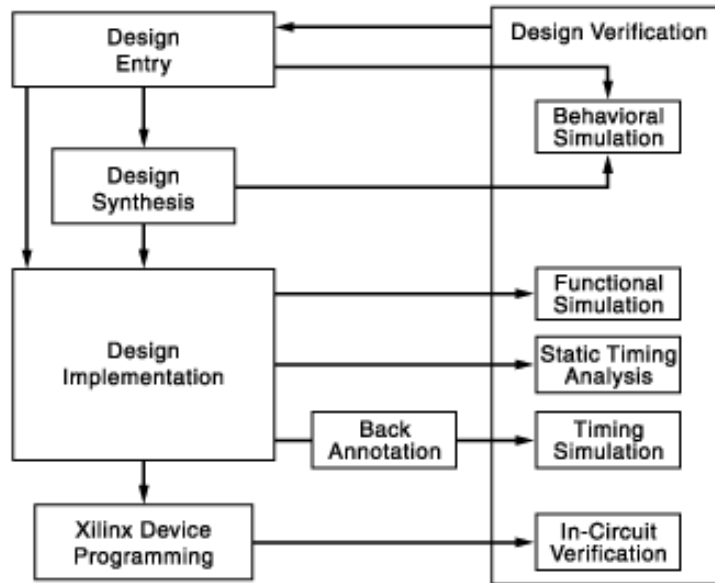 Design
Entry
Design Verification
Behavioral
Simulation
Design
Synthesis
Functional
Simulation
Design
Implementation
Static Timing
Analysis
Back
Annotation
Timing
Simulation
Xilinx Device
Programming
In-Circuit
Verification